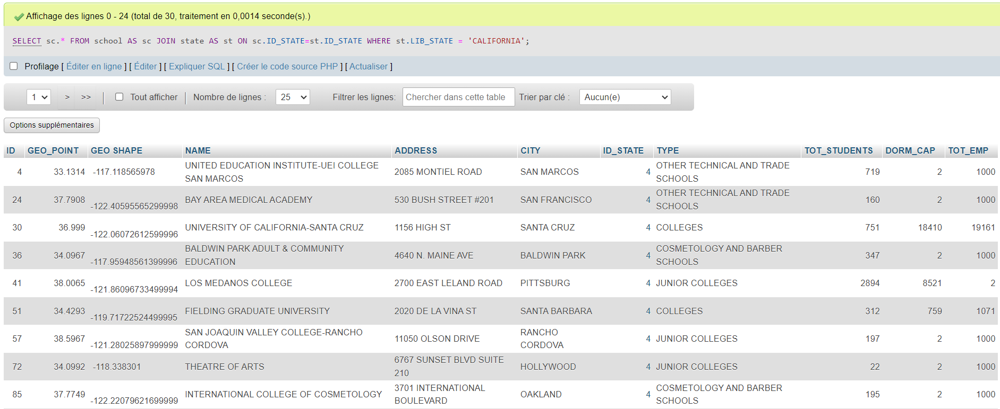 Affichage des lignes 0 - 24 (total de 30, traitement en 0,0014 seconde(s).)
SELECT sc.* FROM school AS sc JOIN state AS st ON sc.ID_STATE=st.ID_STATE WHERE st.LIB_STATE = 'CALIFORNIA';
Profilage [ Éditer en ligne ] [ Éditer ] [ Expliquer SQL ] [ Créer le code source PHP ] [ Actualiser ]
1 > >> | Tout afficher | Nombre de lignes : 25 Filtrer les lignes: Chercher dans cette table Trier par clé : Aucun(e)
Options supplémentaires
ID GEO_POINT GEO SHAPE NAME ADDRESS CITY ID_STATE TYPE TOT_STUDENTS DORM_CAP TOT_EMP
4 33.1314 -117.118565978 UNITED EDUCATION INSTITUTE-UEI COLLEGE SAN MARCOS 2085 MONTIEL ROAD SAN MARCOS 4 OTHER TECHNICAL AND TRADE SCHOOLS 719 2 1000
24 37.7908 -122.40595565299998 BAY AREA MEDICAL ACADEMY 530 BUSH STREET #201 SAN FRANCISCO 4 OTHER TECHNICAL AND TRADE SCHOOLS 160 2 1000
30 36.999 -122.06072612599996 UNIVERSITY OF CALIFORNIA-SANTA CRUZ 1156 HIGH ST SANTA CRUZ 4 COLLEGES 751 18410 19161
36 34.0967 -117.95948561399996 BALDWIN PARK ADULT & COMMUNITY EDUCATION 4640 N. MAINE AVE BALDWIN PARK 4 COSMETOLOGY AND BARBER SCHOOLS 347 2 1000
41 38.0065 -121.86096733499994 LOS MEDANOS COLLEGE 2700 EAST LELAND ROAD PITTSBURG 4 JUNIOR COLLEGES 2894 8521 2
51 34.4293 -119.71722524499995 FIELDING GRADUATE UNIVERSITY 2020 DE LA VINA ST SANTA BARBARA 4 COLLEGES 312 759 1071
57 38.5967 -121.28025897999999 SAN JOAQUIN VALLEY COLLEGE-RANCHO CORDOVA 11050 OLSON DRIVE RANCHO CORDOVA 4 JUNIOR COLLEGES 197 2 1000
72 34.0992 -118.338301 THEATRE OF ARTS 6767 SUNSET BLVD SUITE 210 HOLLYWOOD 4 JUNIOR COLLEGES 22 2 1000
85 37.7749 -122.22079621699999 INTERNATIONAL COLLEGE OF COSMETOLOGY 3701 INTERNATIONAL BOULEVARD OAKLAND 4 COSMETOLOGY AND BARBER SCHOOLS 195 2 1000